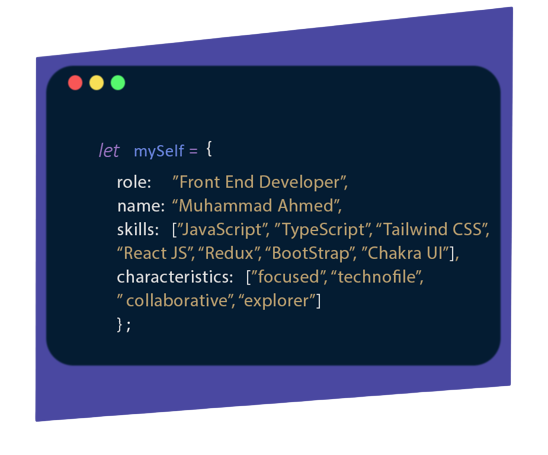 let mySelf = {
role: ”Front End Developer”,
name: “Muhammad Ahmed”,
skills: [”JavaScript”, ”TypeScript”, “Tailwind CSS”,
“React JS”, “Redux”, “BootStrap”, ”Chakra UI”],
characteristics: [”focused”, “technofile”,
” collaborative”, “explorer”]
};